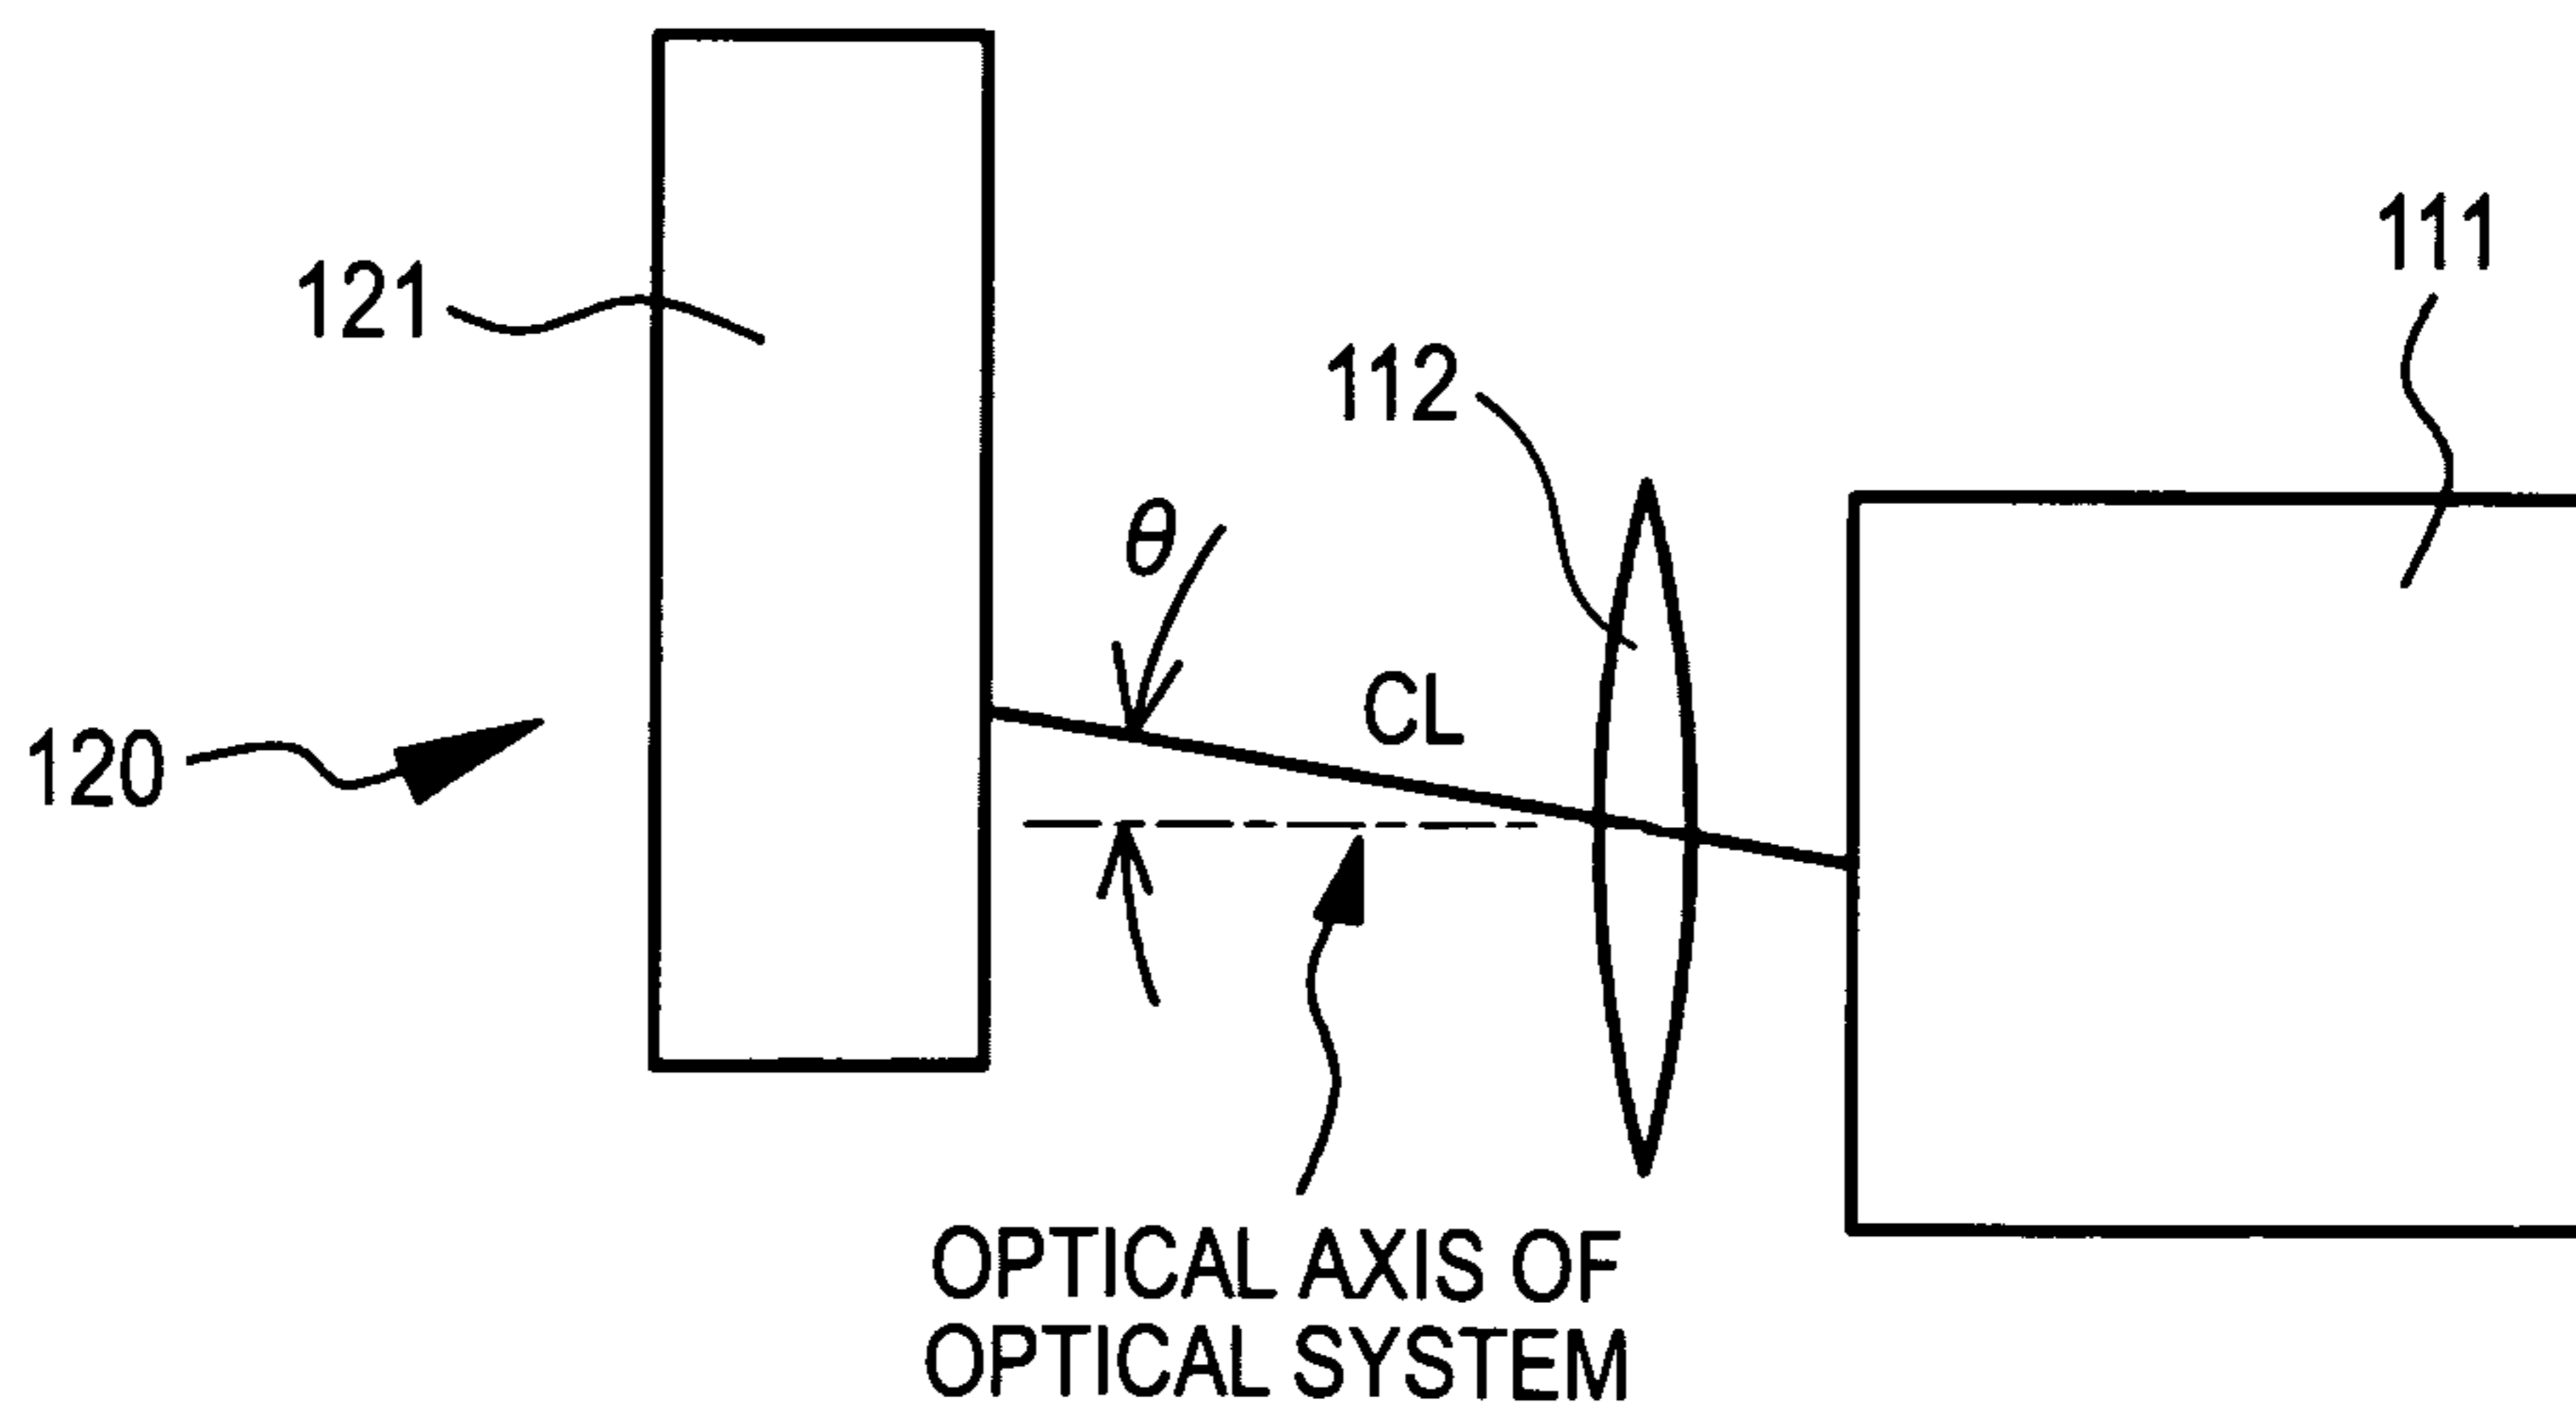 111
121
112
θ
CL
120
OPTICAL AXIS OF
OPTICAL SYSTEM